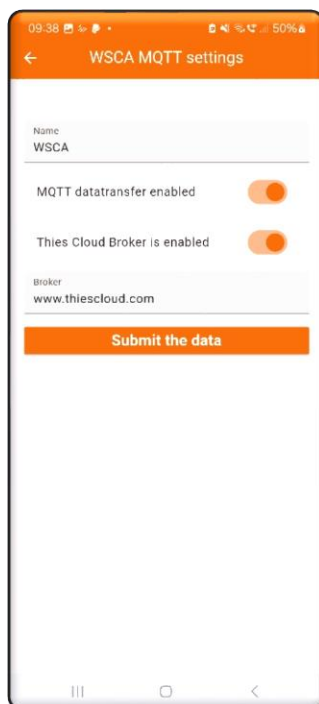 09:38
50%
WSCA MQTT settings
Name
WSCA
MQTT datatransfer enabled
Thies Cloud Broker is enabled
Broker
www.thiescloud.com
Submit the data